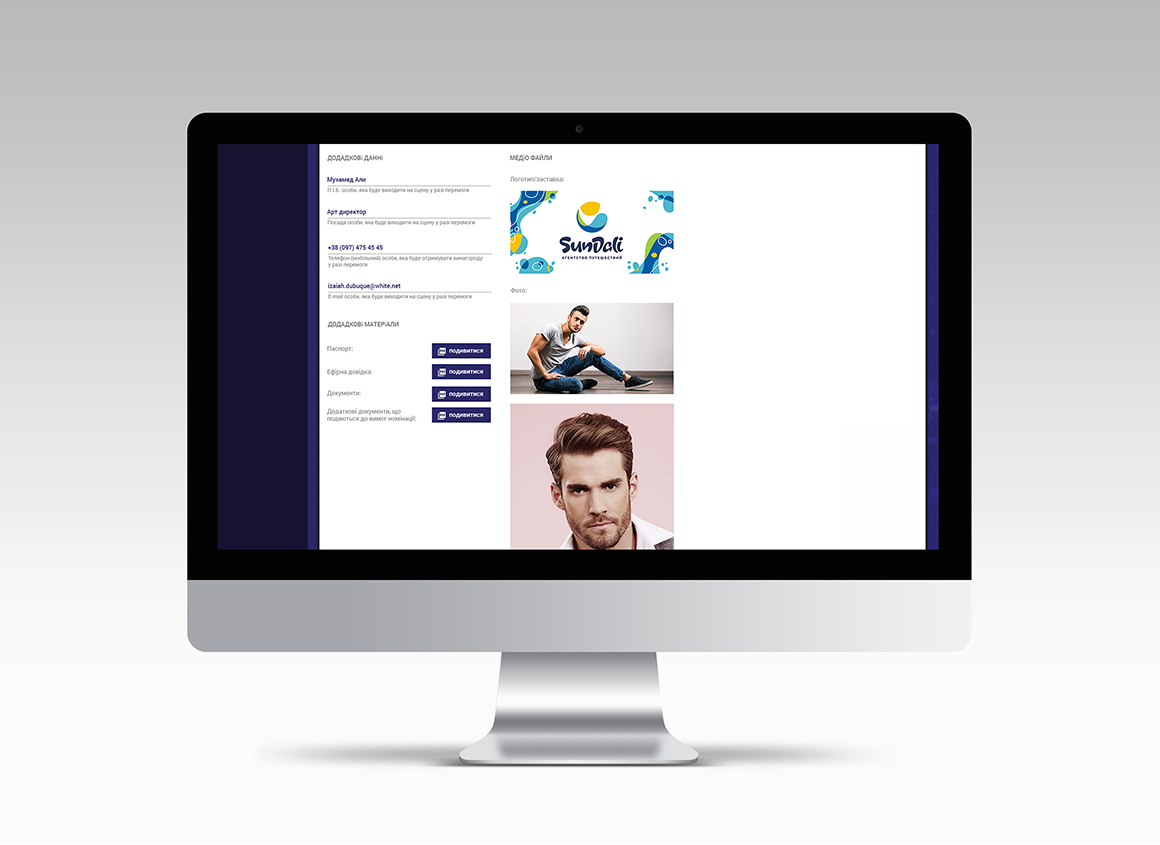 ДОДАДКОВі ДАННі
Мухамед Али
П.І.Б. особи, яка буде виходити на сцену у разі перемоги
Арт директор
Посада особи, яка буде виходити на сцену у разі перемоги
+38 (097) 475 45 45
Телефон (мобільний) особи, яка буде отримувати винагороду
у разі перемоги
izaiah.dubuque@white.net
E-mail особи, яка буде виходити на сцену у разі перемоги
ДОДАДКОВі МАТЕРіАЛИ
Паспорт:
ПОДИВИТИСЯ
Ефірна довідка:
ПОДИВИТИСЯ
Документи:
ПОДИВИТИСЯ
Додаткові документи, що
подаються до вимог номінації:
ПОДИВИТИСЯ
МЕДіО ФАЙЛИ
Логотип/заставка:
SunDali
АГЕНТСТВО ПУТЕШЕСТВИЙ
Фото: